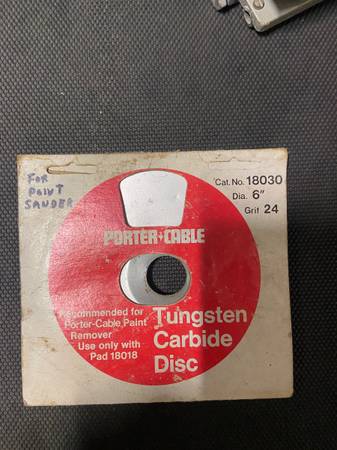 FOR
PAINT
SANDER
Cat. No. 18030
Dia. 6"
Grit 24
PORTER+CABLE
Recommended for
Porter-Cable Paint
Remover
Use only with
Pad 18018
Tungsten
Carbide
Disc